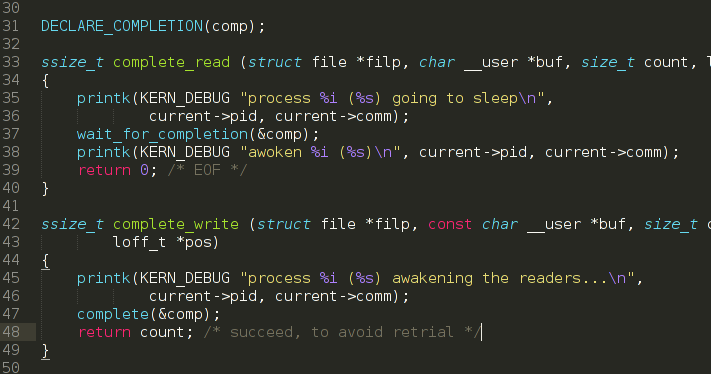 30
31 DECLARE_COMPLETION(comp);
32
33 ssize_t complete_read (struct file *filp, char __user *buf, size_t count,
34 {
35 printk(KERN_DEBUG "process %i (%s) going to sleep\n",
36 current->pid, current->comm);
37 wait_for_completion(&comp);
38 printk(KERN_DEBUG "awoken %i (%s)\n", current->pid, current->comm);
39 return 0; /* EOF */
40 }
41
42 ssize_t complete_write (struct file *filp, const char __user *buf, size_t
43 loff_t *pos)
44 {
45 printk(KERN_DEBUG "process %i (%s) awakening the readers...\n",
46 current->pid, current->comm);
47 complete(&comp);
48 return count; /* succeed, to avoid retrial */
49 }
50